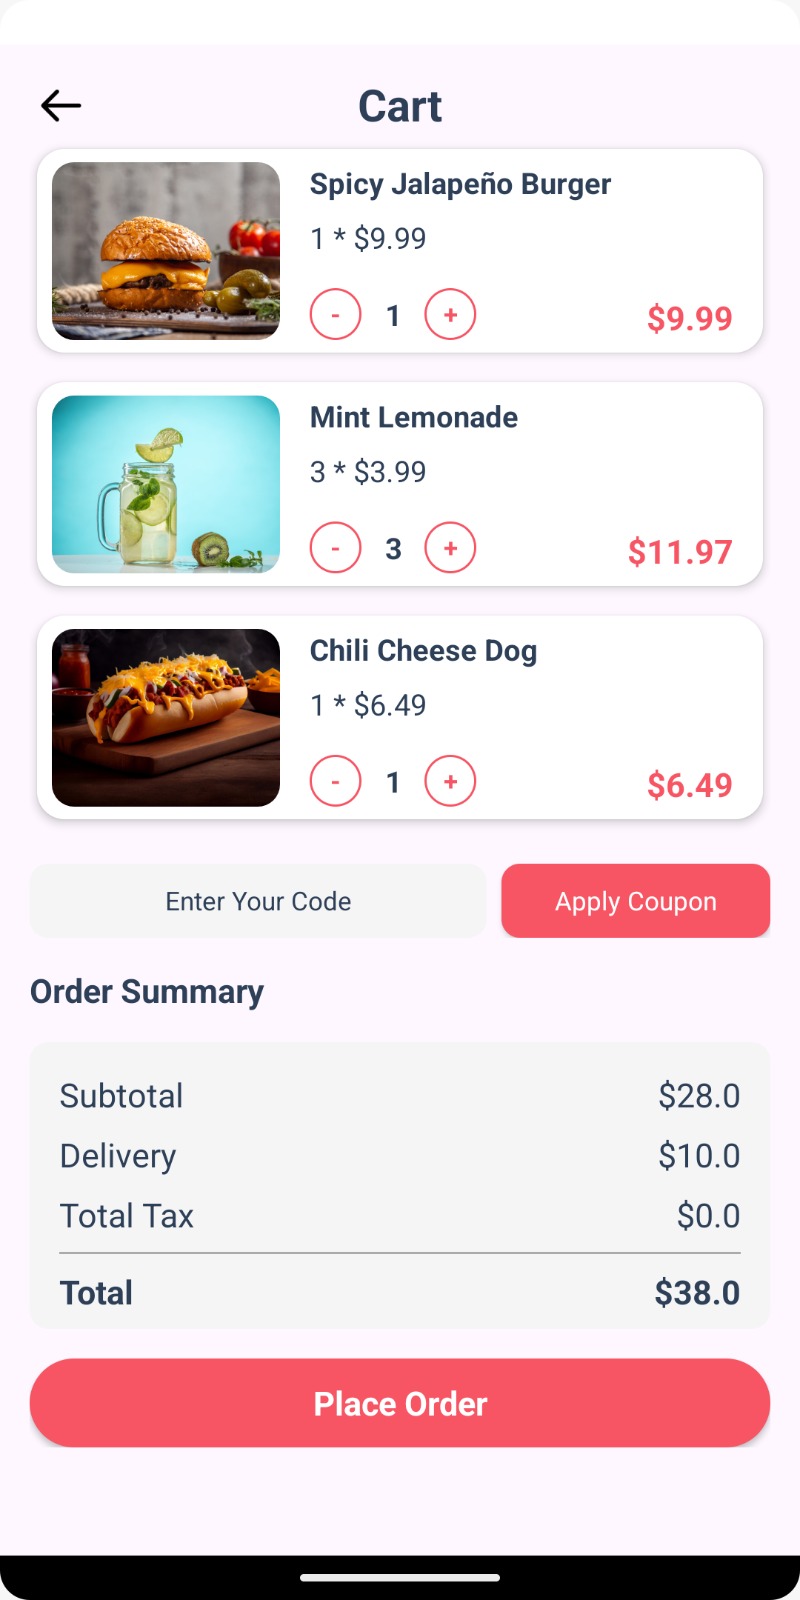 Cart
Spicy Jalapeño Burger
1 * $9.99
- 1 + $9.99
Mint Lemonade
3 * $3.99
- 3 + $11.97
Chili Cheese Dog
1 * $6.49
- 1 + $6.49
Enter Your Code Apply Coupon
Order Summary
Subtotal $28.0
Delivery $10.0
Total Tax $0.0
Total $38.0
Place Order